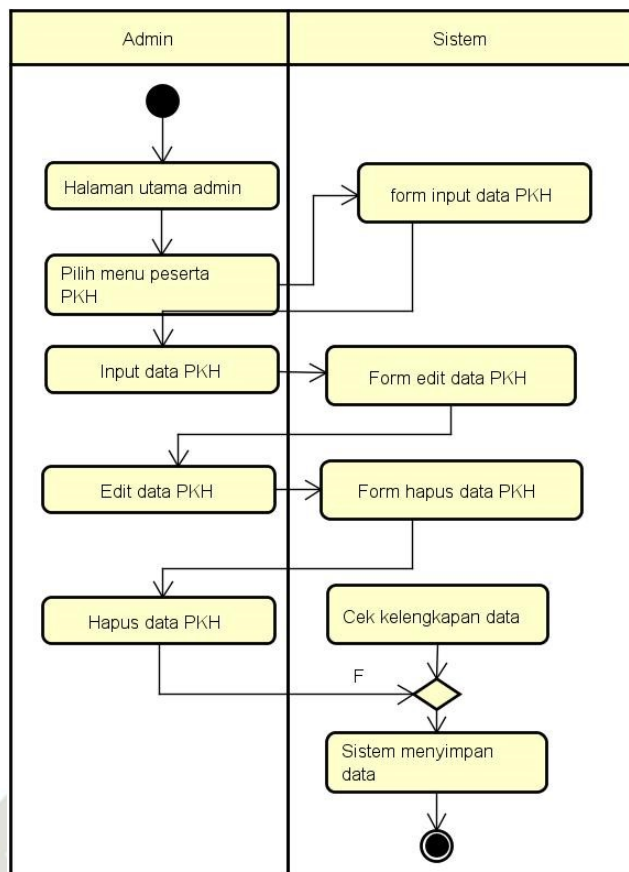 Admin
Sistem
Halaman utama admin
form input data PKH
Pilih menu peserta
PKH
Input data PKH
Form edit data PKH
Edit data PKH
Form hapus data PKH
Hapus data PKH
Cek kelengkapan data
F
Sistem menyimpan
data